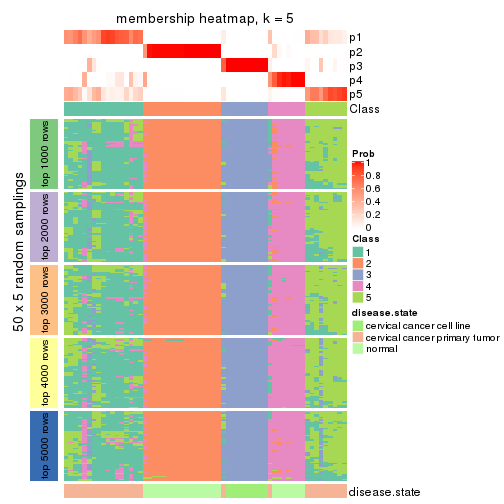 membership heatmap, k = 5
p1
p2
p3
p4
p5
Class
50 x 5 random samplings
top 1000 rows
top 2000 rows
top 3000 rows
top 4000 rows
top 5000 rows
Prob
1
0.8
0.6
0.4
0.2
0
Class
1
2
3
4
5
disease.state
cervical cancer cell line
cervical cancer primary tumor
normal
disease.state